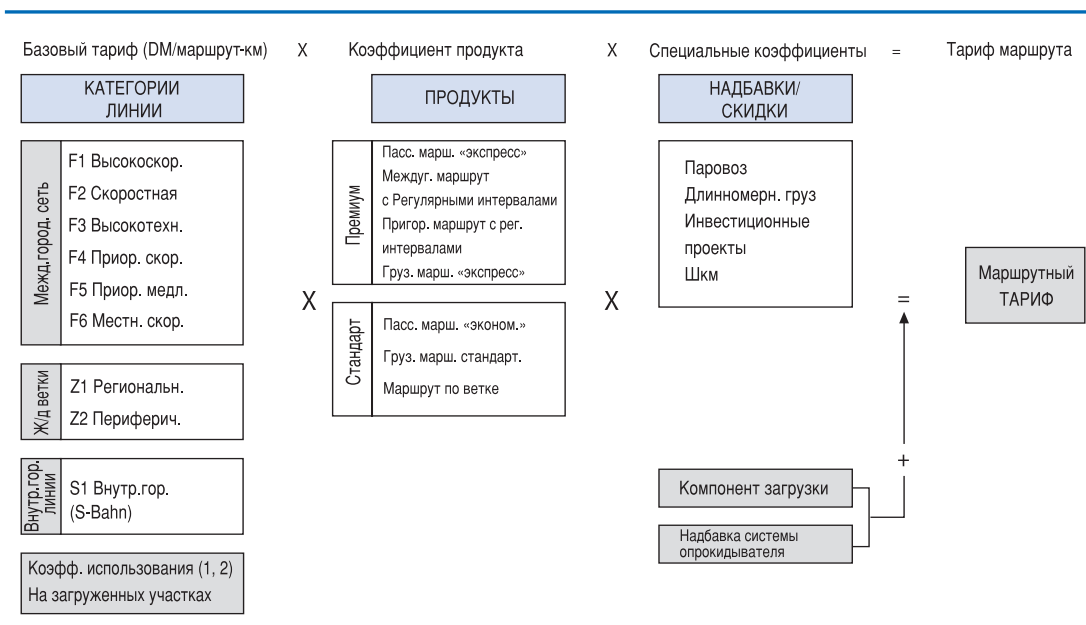 Базовый тариф (DM/маршрут-км) X Коэффициент продукта X Специальные коэффициенты = Тариф маршрута
КАТЕГОРИИ
ЛИНИИ
ПРОДУКТЫ
НАДБАВКИ/
СКИДКИ
Межд.город. сеть
F1 Высокоскор.
F2 Скоростная
F3 Высокотехн.
F4 Приор. скор.
F5 Приор. медл.
F6 Местн. скор.
Ж/д ветки
Z1 Региональн.
Z2 Периферич.
Внутр.гор.
линии
S1 Внутр.гор.
(S-Bahn)
Коэфф. использования (1, 2)
На загруженных участках
X
Премиум
Пасс. марш. «экспресс»
Междуг. маршрут
с Регулярными интервалами
Пригор. маршрут с рег.
интервалами
Груз. марш. «экспресс»
Стандарт
Пасс. марш. «эконом.»
Груз. марш. стандарт.
Маршрут по ветке
X
Паровоз
Длинномерн. груз
Инвестиционные
проекты
Шкм
Компонент загрузки
Надбавка системы
опрокидывателя
+
=
Маршрутный
ТАРИФ